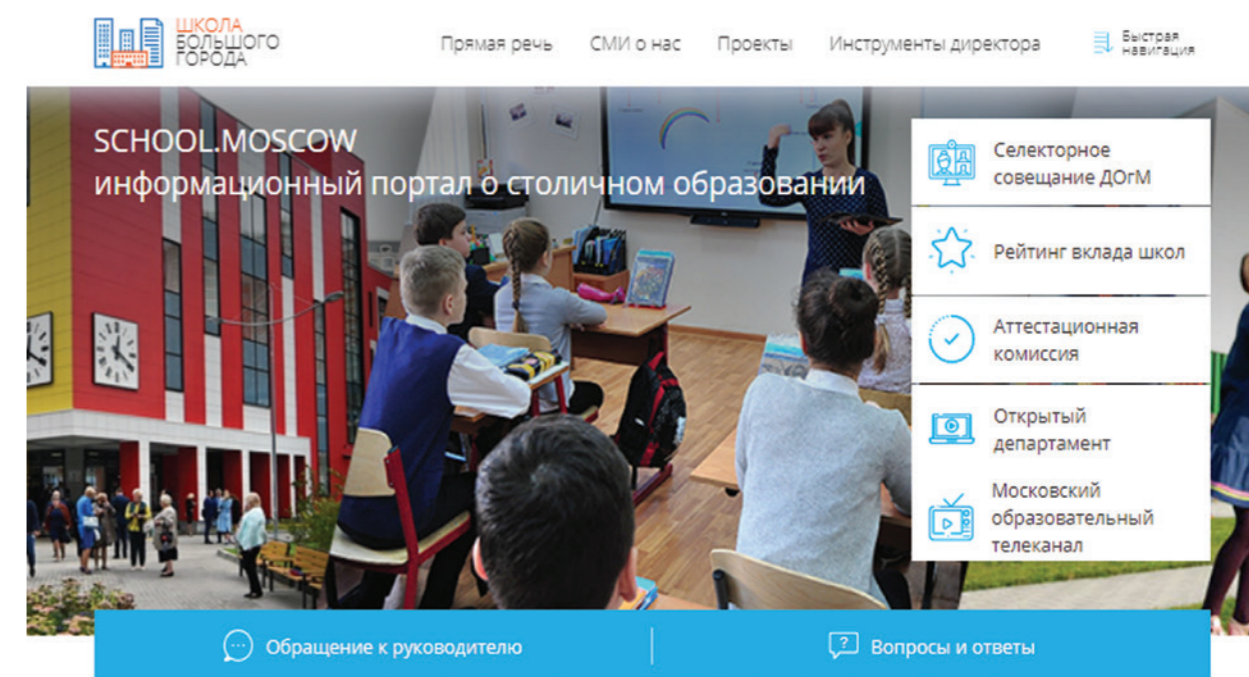 ШКОЛА
БОЛЬШОГО
ГОРОДА
Прямая речь
СМИ о нас
Проекты
Инструменты директора
Быстрая
навигация
SCHOOL.MOSCOW
информационный портал о столичном образовании
Селекторное
совещание ДОгМ
Рейтинг вклада школ
Аттестационная
комиссия
Открытый
департамент
Московский
образовательный
телеканал
Обращение к руководителю
Вопросы и ответы